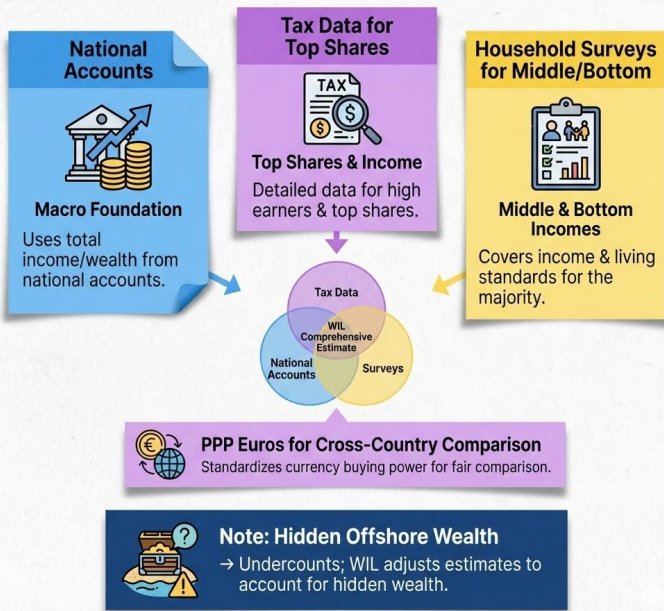 National
Accounts
Macro Foundation
Uses total
income/wealth from
national accounts.
Tax Data for
Top Shares
TAX
$
$
Top Shares & Income
Detailed data for high
earners & top shares.
Household Surveys
for Middle/Bottom
Middle & Bottom
Incomes
Covers income & living
standards for the
majority.
Tax Data
WIL
Comprehensive
Estimate
National
Accounts
Surveys
€
PPP Euros for Cross-Country Comparison
Standardizes currency buying power for fair comparison.
?
!
Note: Hidden Offshore Wealth
→ Undercounts; WIL adjusts estimates to
account for hidden wealth.